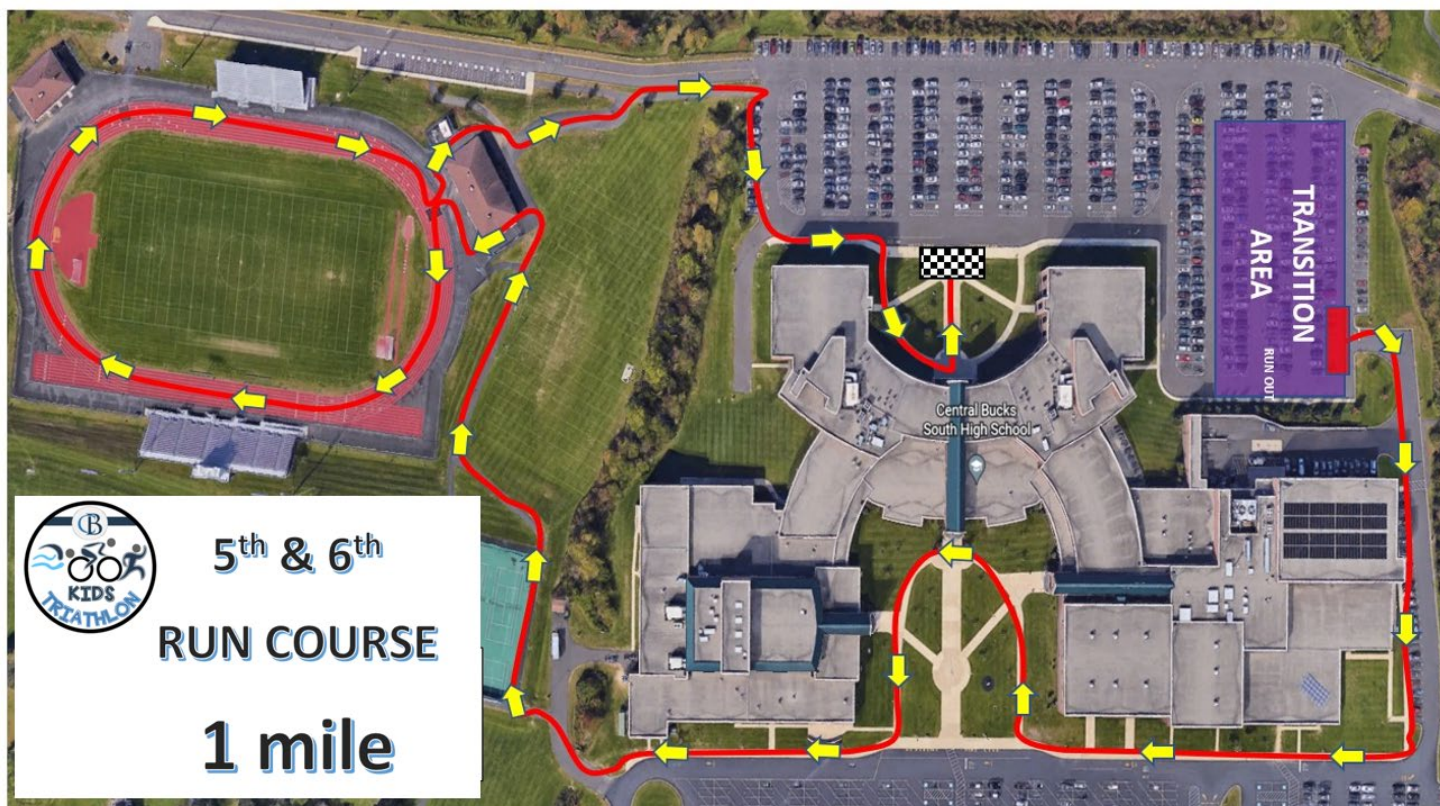 TRANSITION
AREA
RUN OUT
Central Bucks
South High School
CB
KIDS
TRIATHLON
5th & 6th
RUN COURSE
1 mile